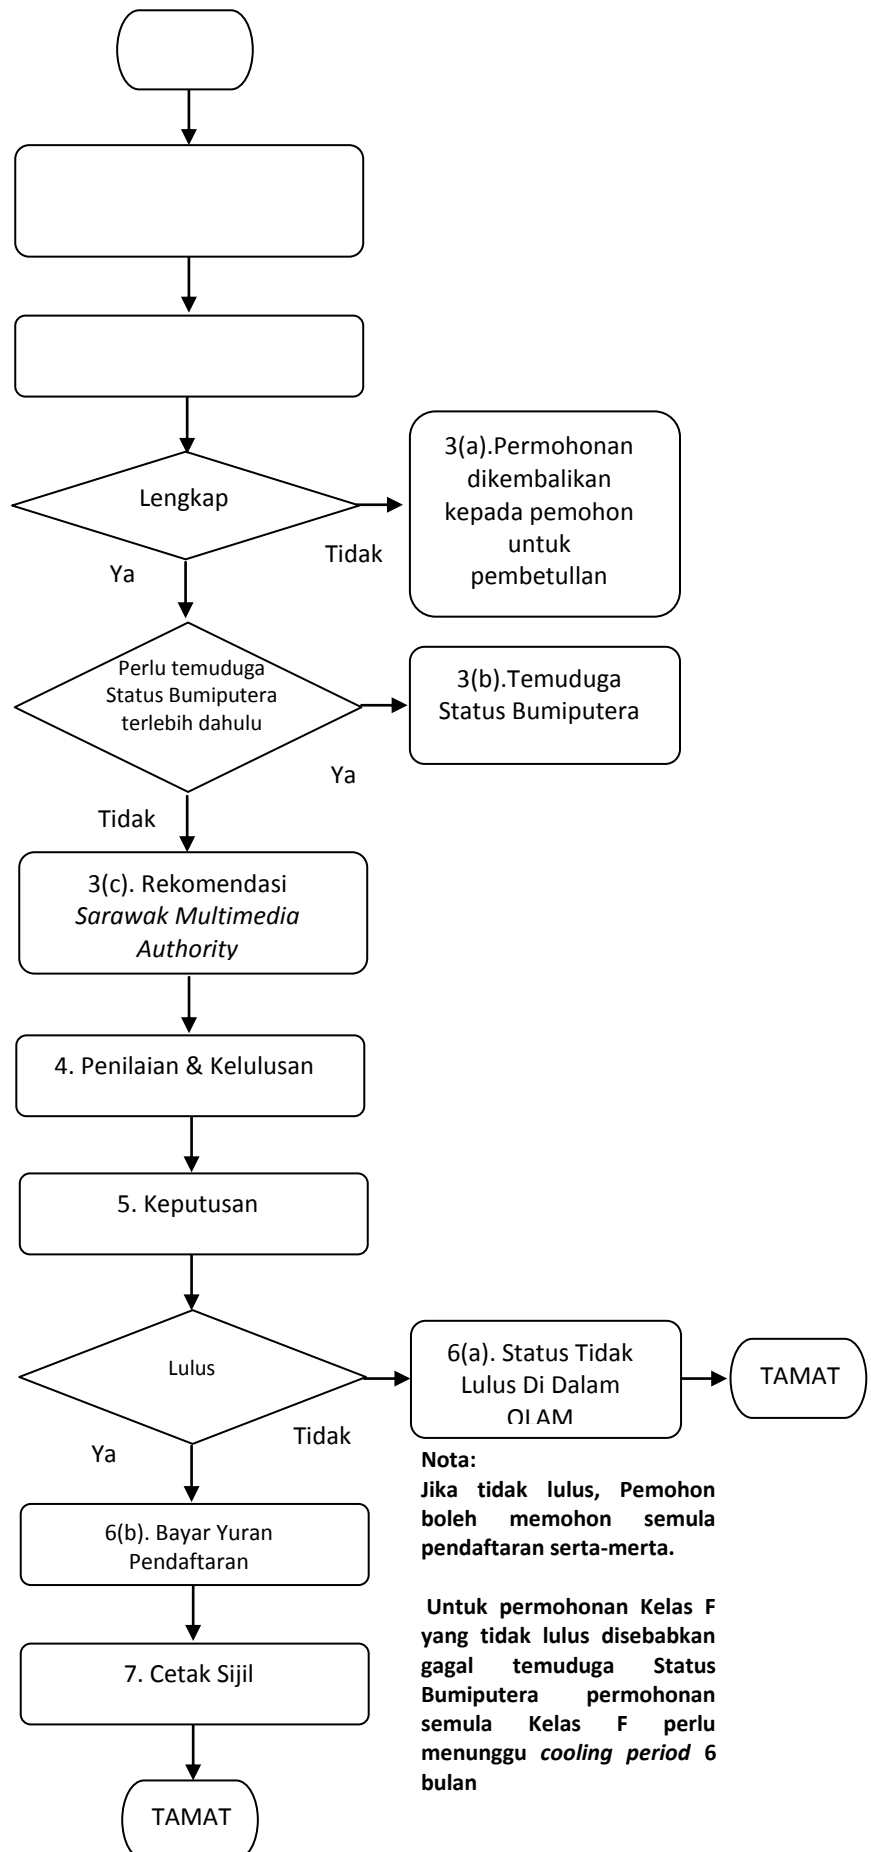 Lengkap
3(a).Permohonan
dikembalikan
kepada pemohon
untuk
pembetullan
Tidak
Ya
Perlu temuduga
Status Bumiputera
terlebih dahulu
3(b).Temuduga
Status Bumiputera
Ya
Tidak
3(c). Rekomendasi
Sarawak Multimedia
Authority
4. Penilaian & Kelulusan
5. Keputusan
Lulus
6(a). Status Tidak
Lulus Di Dalam
OLAM
TAMAT
Tidak
Ya
Nota:
Jika tidak lulus, Pemohon
boleh memohon semula
pendaftaran serta-merta.
6(b). Bayar Yuran
Pendaftaran
Untuk permohonan Kelas F
yang tidak lulus disebabkan
gagal temuduga Status
Bumiputera permohonan
semula Kelas F perlu
menunggu cooling period 6
bulan
7. Cetak Sijil
TAMAT